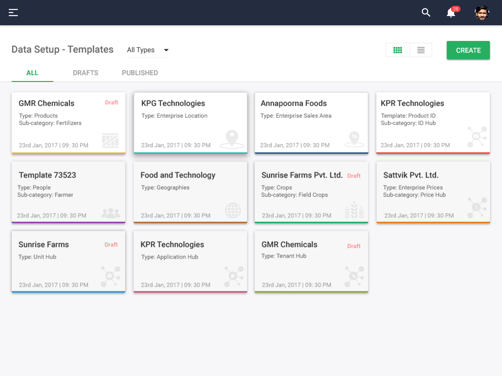 Data Setup - Templates
All Types
CREATE
ALL
DRAFTS
PUBLISHED
GMR Chemicals
Draft
Type: Products
Sub-category: Fertilizers
23rd Jan, 2017 | 09: 30 PM
KPG Technologies
Type: Enterprise Location
23rd Jan, 2017 | 09: 30 PM
Annapoorna Foods
Type: Enterprise Sales Area
23rd Jan, 2017 | 09: 30 PM
KPR Technologies
Template: Product ID
Sub-category: ID Hub
23rd Jan, 2017 | 09: 30 PM
Template 73523
Type: People
Sub-category: Farmer
23rd Jan, 2017 | 09: 30 PM
Food and Technology
Type: Geographies
23rd Jan, 2017 | 09: 30 PM
Sunrise Farms Pvt. Ltd.
Draft
Type: Crops
Sub-category: Field Crops
23rd Jan, 2017 | 09: 30 PM
Sattvik Pvt. Ltd.
Type: Enterprise Prices
Sub-category: Price Hub
23rd Jan, 2017 | 09: 30 PM
Sunrise Farms
Draft
Type: Unit Hub
23rd Jan, 2017 | 09: 30 PM
KPR Technologies
Type: Application Hub
23rd Jan, 2017 | 09: 30 PM
GMR Chemicals
Draft
Type: Tenant Hub
23rd Jan, 2017 | 09: 30 PM